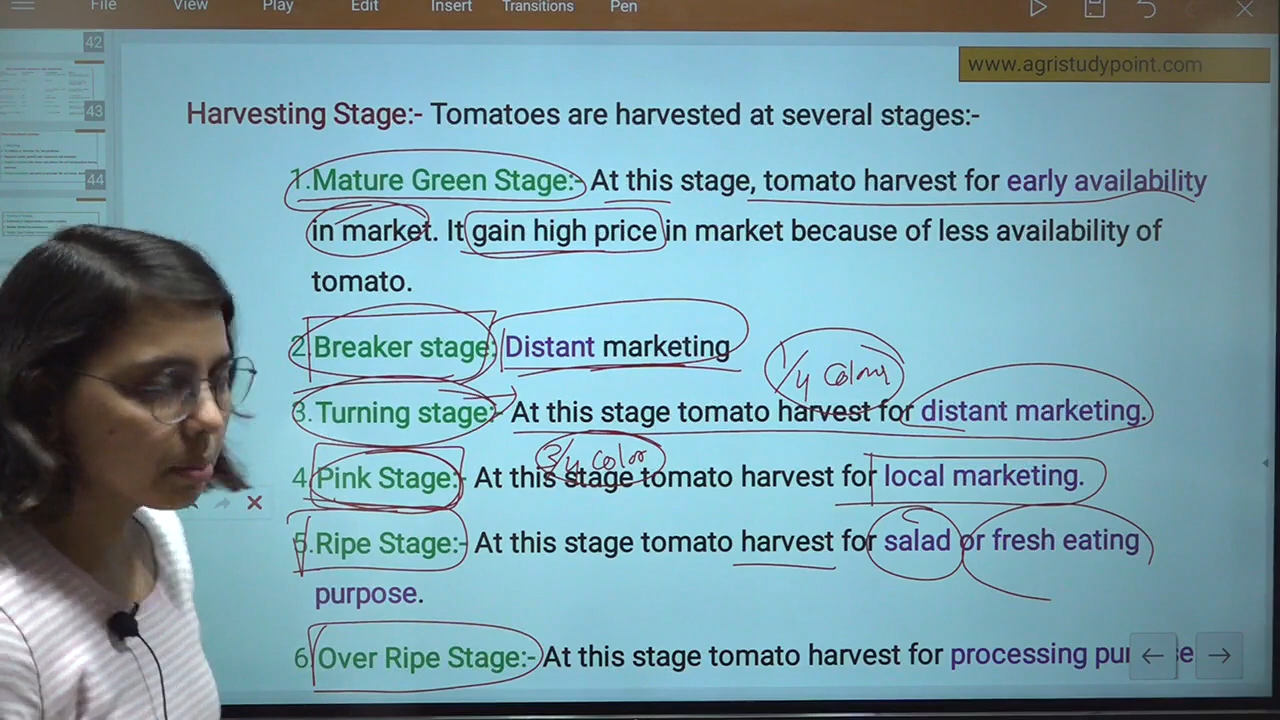 File View Play Edit Insert Transitions Pen
42
www.agristudypoint.com
43
44
Harvesting Stage:- Tomatoes are harvested at several stages:-
1.Mature Green Stage:- At this stage, tomato harvest for early availability
in market. It gain high price in market because of less availability of
tomato.
2.Breaker stage: Distant marketing
1/4 Colour
3.Turning stage:- At this stage tomato harvest for distant marketing.
3/4 color
4.Pink Stage:- At this stage tomato harvest for local marketing.
5.Ripe Stage:- At this stage tomato harvest for salad or fresh eating
purpose.
6.Over Ripe Stage:- At this stage tomato harvest for processing